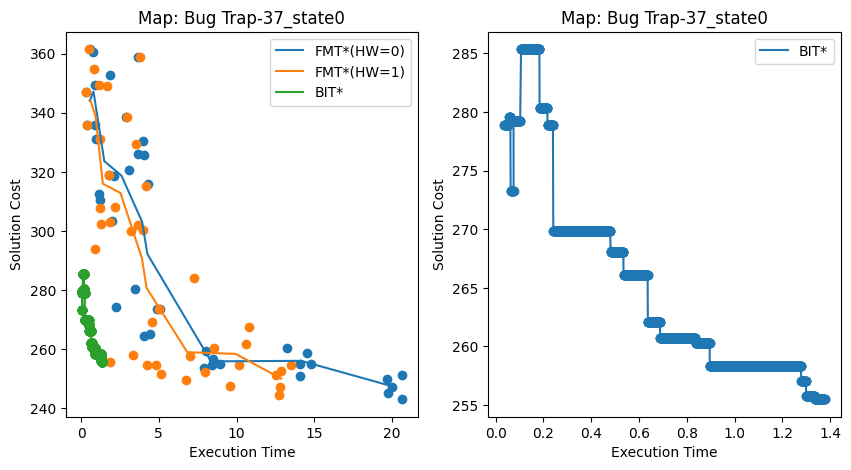 Map: Bug Trap-37_state0
Solution Cost
360
340
320
300
280
260
240
FMT*(HW=0)
FMT*(HW=1)
BIT*
0
5
10
15
20
Execution Time
Map: Bug Trap-37_state0
Solution Cost
285
280
275
270
265
260
255
BIT*
0.0
0.2
0.4
0.6
0.8
1.0
1.2
1.4
Execution Time